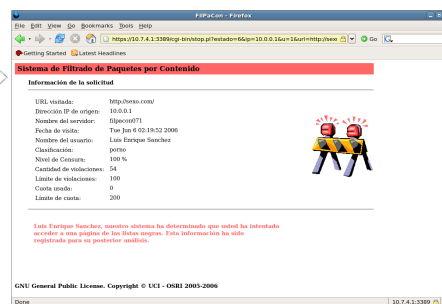 FilPaCon - Firefox
File Edit View Go Bookmarks Tools Help
https://10.7.4.1:3389/cgi-bin/stop.pl?estado=6&ip=10.0.0.1&u=1&url=http://sexo
Go
Getting Started Latest Headlines
Sistema de Filtrado de Paquetes por Contenido
Información de la solicitud
URL visitada: http://sexo.com/
Dirección IP de origen: 10.0.0.1
Nombre del servidor: filpacon071
Fecha de visita: Tue Jun 6 02:19:52 2006
Nombre del usuario: Luis Enrique Sanchez
Clasificación: porno
Nivel de Censura: 100 %
Cantidad de violaciones: 54
Límite de violaciones: 100
Cuota usada: 0
Límite de cuota: 200
Luis Enrique Sanchez, nuestro sistema ha determinado que usted ha intentado
acceder a una página de las listas negras. Esta información ha sido
registrada para su posterior análisis.
GNU General Public License. Copyright © UCI - OSRI 2005-2006
Done
10.7.4.1:3389